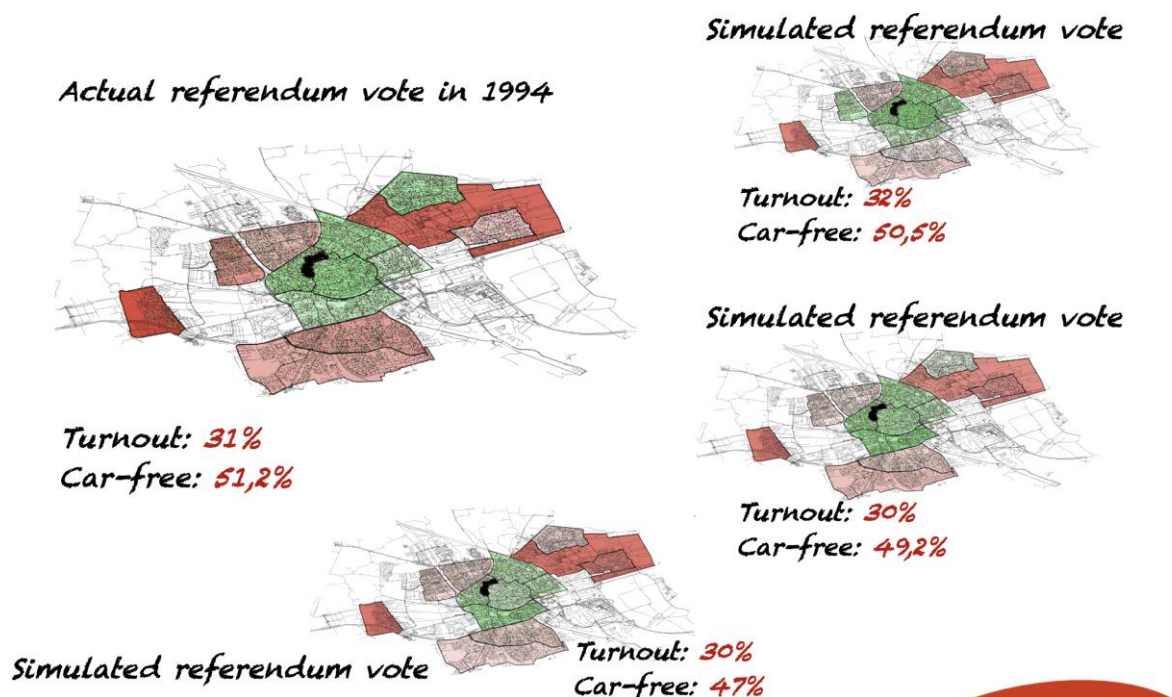 Actual referendum vote in 1994
Turnout: 31%
Car-free: 51,2%
Simulated referendum vote
Turnout: 32%
Car-free: 50,5%
Simulated referendum vote
Turnout: 30%
Car-free: 49,2%
Simulated referendum vote
Turnout: 30%
Car-free: 47%